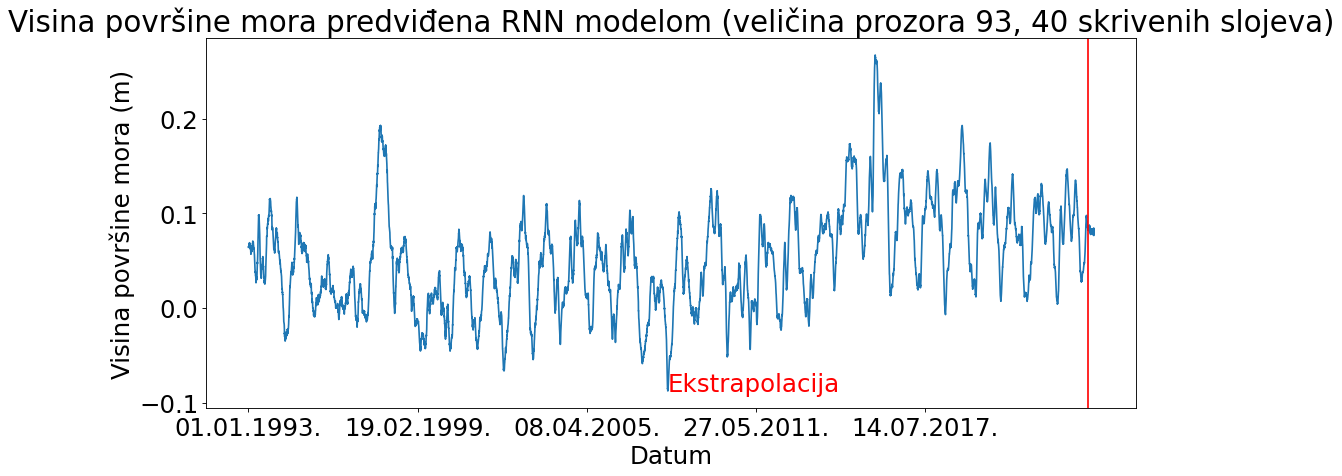 Visina površine mora predviđena RNN modelom (veličina prozora 93, 40 skrivenih slojeva)
Visina površine mora (m)
0.2
0.1
0.0
−0.1
Ekstrapolacija
01.01.1993. 19.02.1999. 08.04.2005. 27.05.2011. 14.07.2017.
Datum